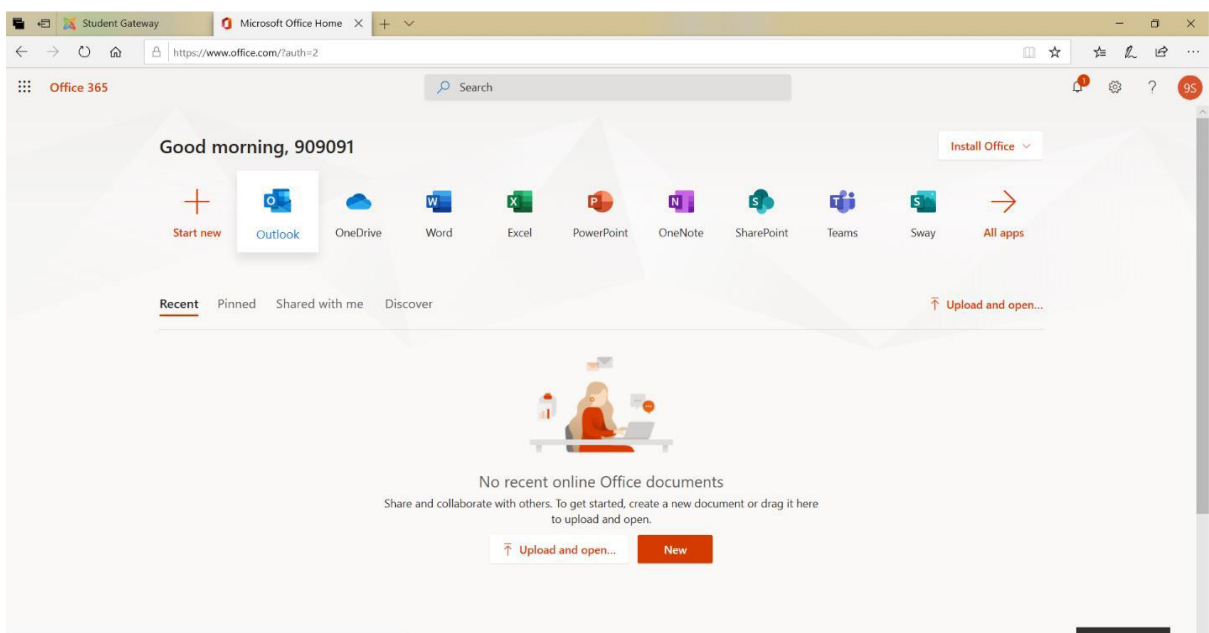 Student Gateway
Microsoft Office Home
https://www.office.com/?auth=2
Office 365
Search
1
?
9S
Good morning, 909091
Install Office
Start new
Outlook
OneDrive
Word
Excel
PowerPoint
OneNote
SharePoint
Teams
Sway
All apps
Recent
Pinned
Shared with me
Discover
Upload and open...
No recent online Office documents
Share and collaborate with others. To get started, create a new document or drag it here
to upload and open.
Upload and open...
New